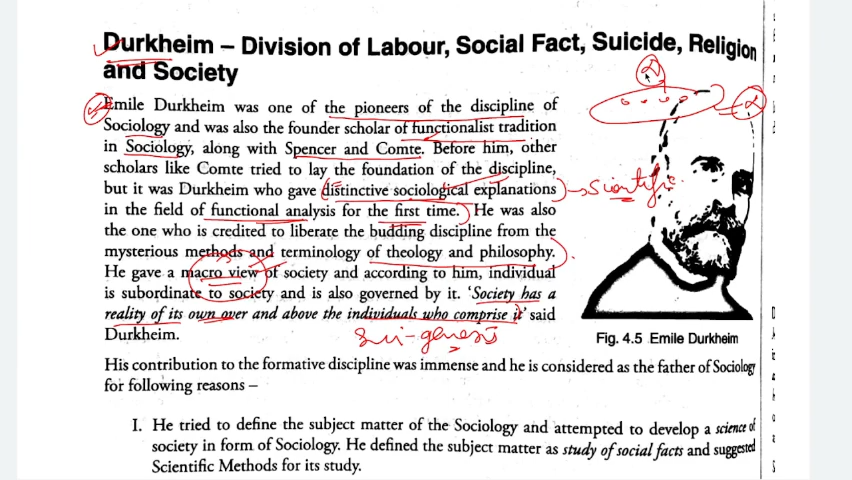 Durkheim – Division of Labour, Social Fact, Suicide, Religion
and Society
Emile Durkheim was one of the pioneers of the discipline of
Sociology and was also the founder scholar of functionalist tradition
in Sociology, along with Spencer and Comte. Before him, other
scholars like Comte tried to lay the foundation of the discipline,
but it was Durkheim who gave distinctive sociological explanations
in the field of functional analysis for the first time. He was also
the one who is credited to liberate the budding discipline from the
mysterious methods and terminology of theology and philosophy.
He gave a macro view of society and according to him, individual
is subordinate to society and is also governed by it. ‘Society has a
reality of its own over and above the individuals who comprise it’ said
Durkheim.
Scientific
Sui-generis
Fig. 4.5 Emile Durkheim
His contribution to the formative discipline was immense and he is considered as the father of Sociology
for following reasons –
I. He tried to define the subject matter of the Sociology and attempted to develop a science of
society in form of Sociology. He defined the subject matter as study of social facts and suggested
Scientific Methods for its study.